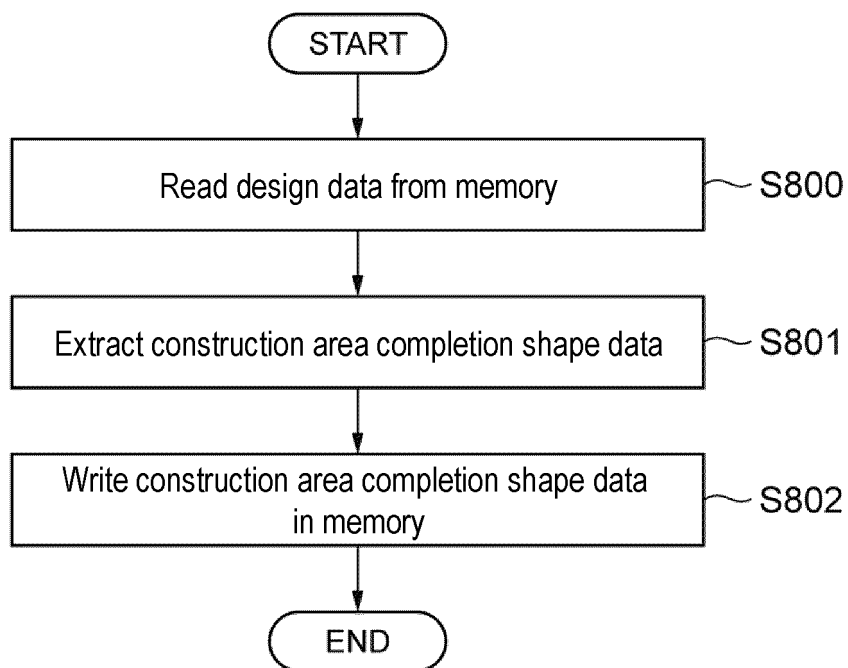 START
Read design data from memory
S800
Extract construction area completion shape data
S801
Write construction area completion shape data
in memory
S802
END